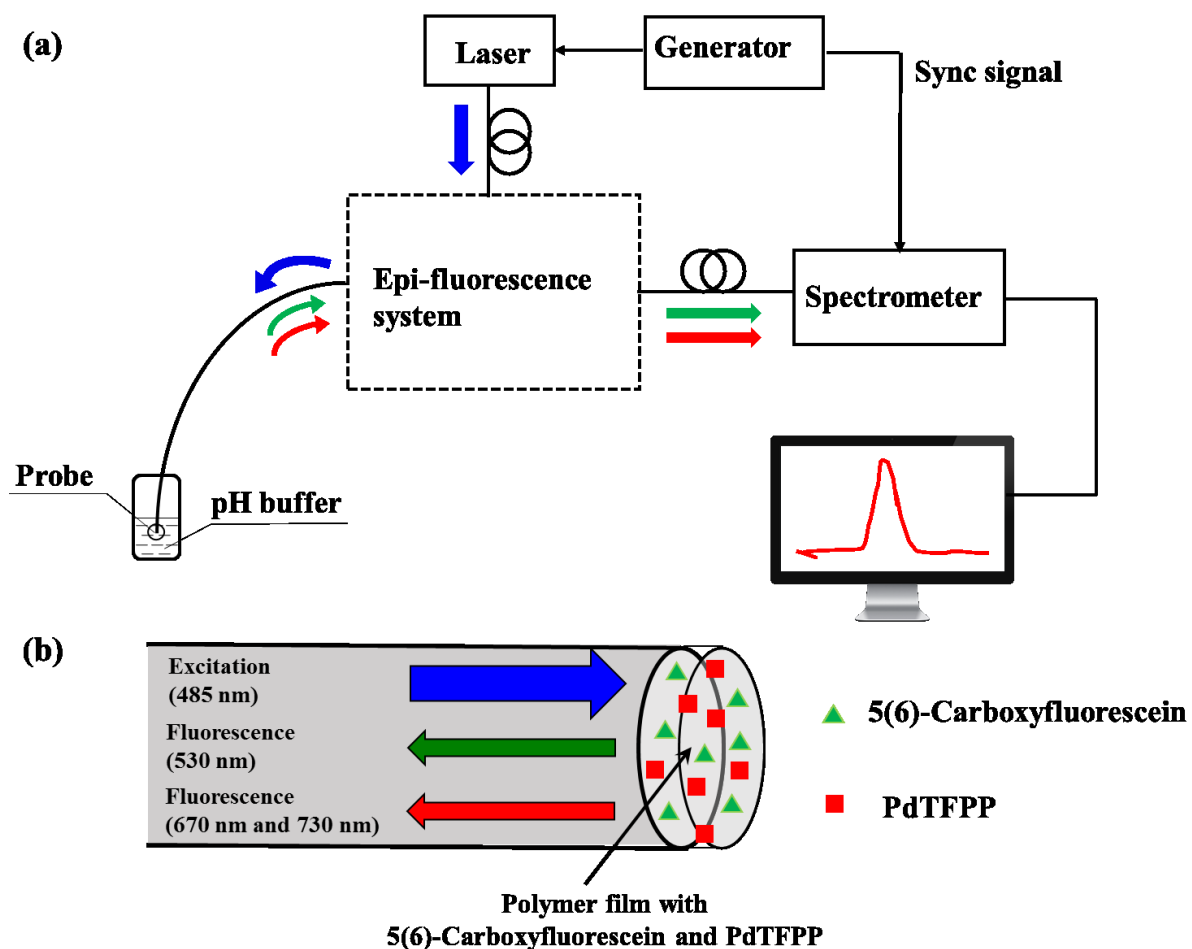 (a)
Laser
Generator
Sync signal
Epi-fluorescence
system
Spectrometer
Probe
pH buffer
(b)
Excitation
(485 nm)
Fluorescence
(530 nm)
Fluorescence
(670 nm and 730 nm)
5(6)-Carboxyfluorescein
PdTFPP
Polymer film with
5(6)-Carboxyfluorescein and PdTFPP